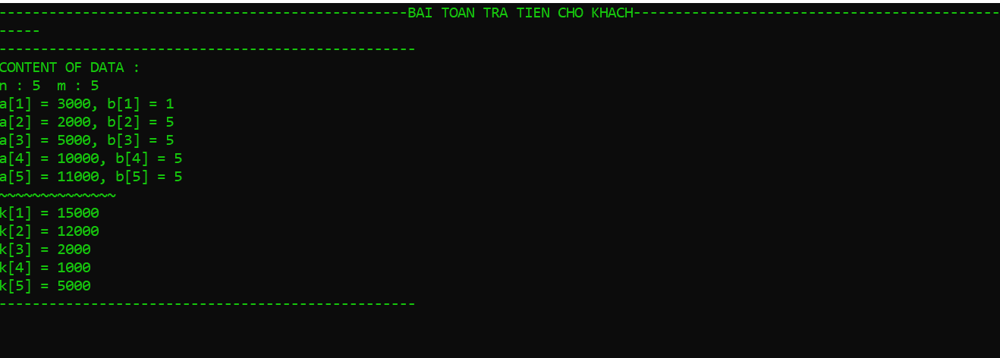 -------------------------------------------------BAI TOAN TRA TIEN CHO KHACH--------------------------------------------
-----
--------------------------------------------------
CONTENT OF DATA :
n : 5  m : 5
a[1] = 3000, b[1] = 1
a[2] = 2000, b[2] = 5
a[3] = 5000, b[3] = 5
a[4] = 10000, b[4] = 5
a[5] = 11000, b[5] = 5
~~~~~~~~~~~~~~
k[1] = 15000
k[2] = 12000
k[3] = 2000
k[4] = 1000
k[5] = 5000
--------------------------------------------------